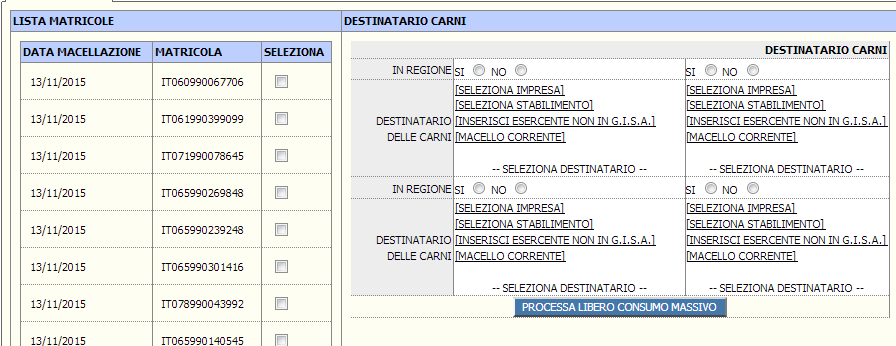 LISTA MATRICOLE
DATA MACELLAZIONE MATRICOLA SELEZIONA
13/11/2015 IT060990067706
13/11/2015 IT061990399099
13/11/2015 IT071990078645
13/11/2015 IT065990269848
13/11/2015 IT065990239248
13/11/2015 IT065990301416
13/11/2015 IT078990043992
13/11/2015 IT065990140545
DESTINATARIO CARNI
DESTINATARIO CARNI
IN REGIONE SI NO SI NO
[SELEZIONA IMPRESA] [SELEZIONA IMPRESA]
[SELEZIONA STABILIMENTO] [SELEZIONA STABILIMENTO]
DESTINATARIO [INSERISCI ESERCENTE NON IN G.I.S.A.] [INSERISCI ESERCENTE NON IN G.I.S.A.]
DELLE CARNI [MACELLO CORRENTE] [MACELLO CORRENTE]
-- SELEZIONA DESTINATARIO -- -- SELEZIONA DESTINATARIO --
IN REGIONE SI NO SI NO
[SELEZIONA IMPRESA] [SELEZIONA IMPRESA]
[SELEZIONA STABILIMENTO] [SELEZIONA STABILIMENTO]
DESTINATARIO [INSERISCI ESERCENTE NON IN G.I.S.A.] [INSERISCI ESERCENTE NON IN G.I.S.A.]
DELLE CARNI [MACELLO CORRENTE] [MACELLO CORRENTE]
-- SELEZIONA DESTINATARIO -- -- SELEZIONA DESTINATARIO --
PROCESSA LIBERO CONSUMO MASSIVO